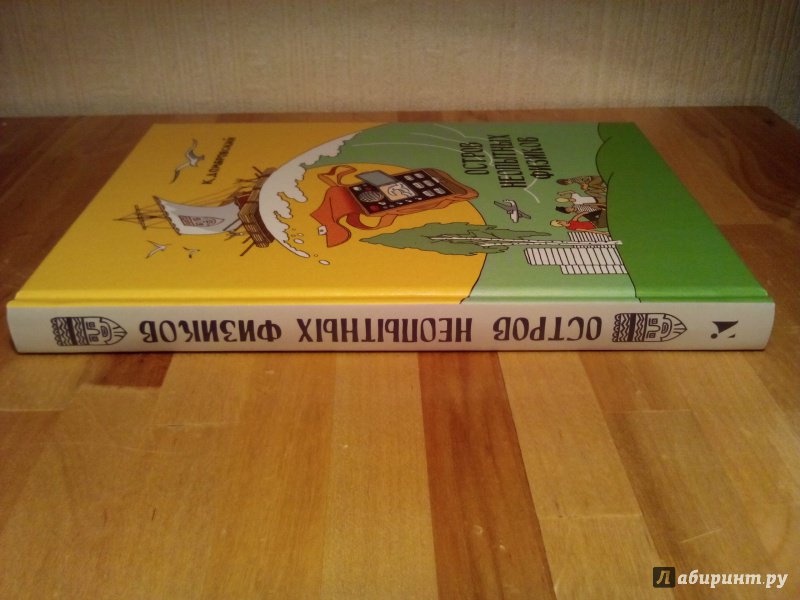 К. ДОМБРОВСКИЙ
ОСТРОВ
НЕОПЫТНЫХ
ФИЗИКОВ
ОСТРОВ НЕОПЫТНЫХ ФИЗИКОВ
Лабиринт.ру